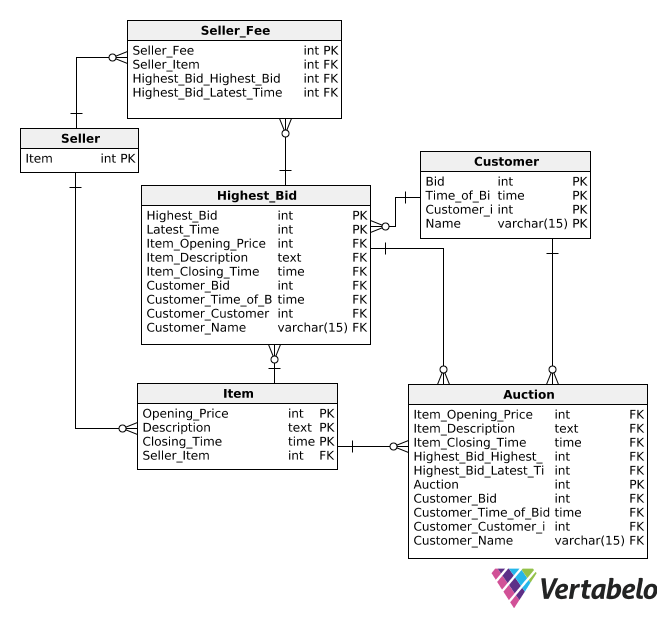 Seller_Fee
Seller_Fee int PK
Seller_Item int FK
Highest_Bid_Highest_Bid int FK
Highest_Bid_Latest_Time int FK
Seller
Item int PK
Customer
Bid int PK
Time_of_Bi time PK
Customer_i int PK
Name varchar(15) PK
Highest_Bid
Highest_Bid int PK
Latest_Time int PK
Item_Opening_Price int FK
Item_Description text FK
Item_Closing_Time time FK
Customer_Bid int FK
Customer_Time_of_B time FK
Customer_Customer int FK
Customer_Name varchar(15) FK
Item
Opening_Price int PK
Description text PK
Closing_Time time PK
Seller_Item int FK
Auction
Item_Opening_Price int FK
Item_Description text FK
Item_Closing_Time time FK
Highest_Bid_Highest_ int FK
Highest_Bid_Latest_Ti int FK
Auction int PK
Customer_Bid int FK
Customer_Time_of_Bid time FK
Customer_Customer_i int FK
Customer_Name varchar(15) FK
Vertabelo